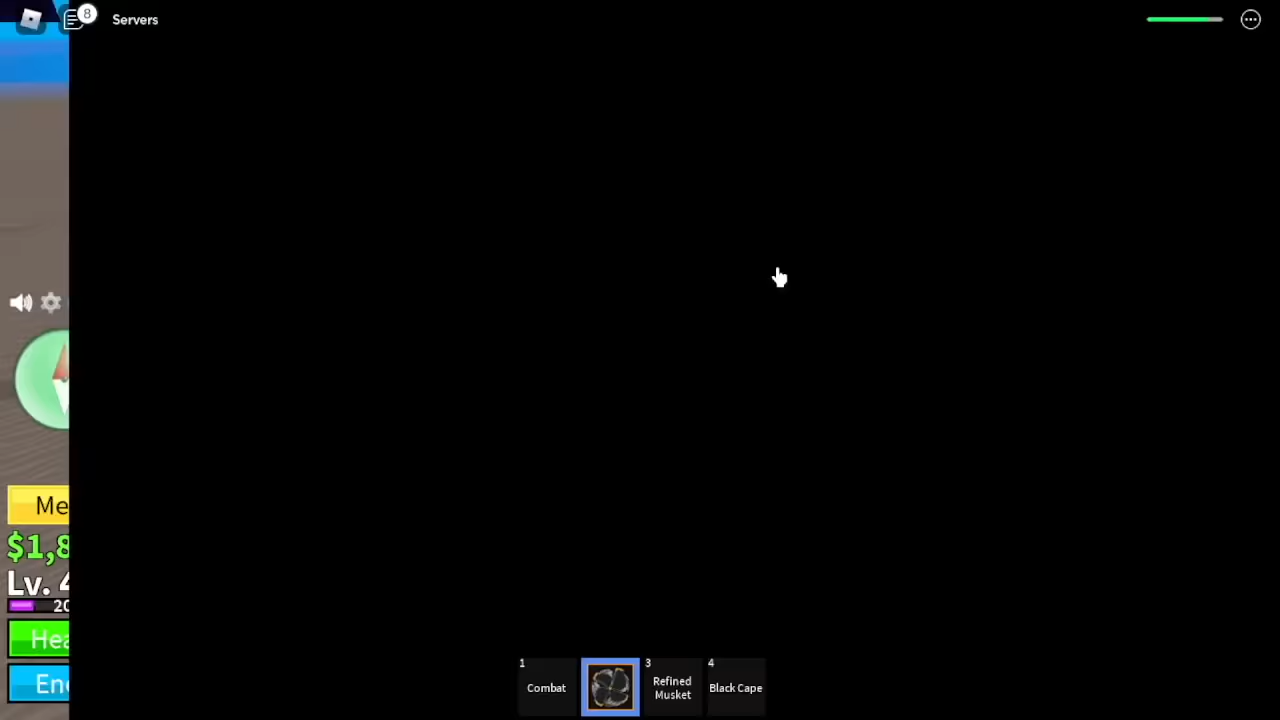 8
Servers
Me
$1,8
Lv. 4
20
Hea
En
1
Combat
3
Refined
Musket
4
Black Cape